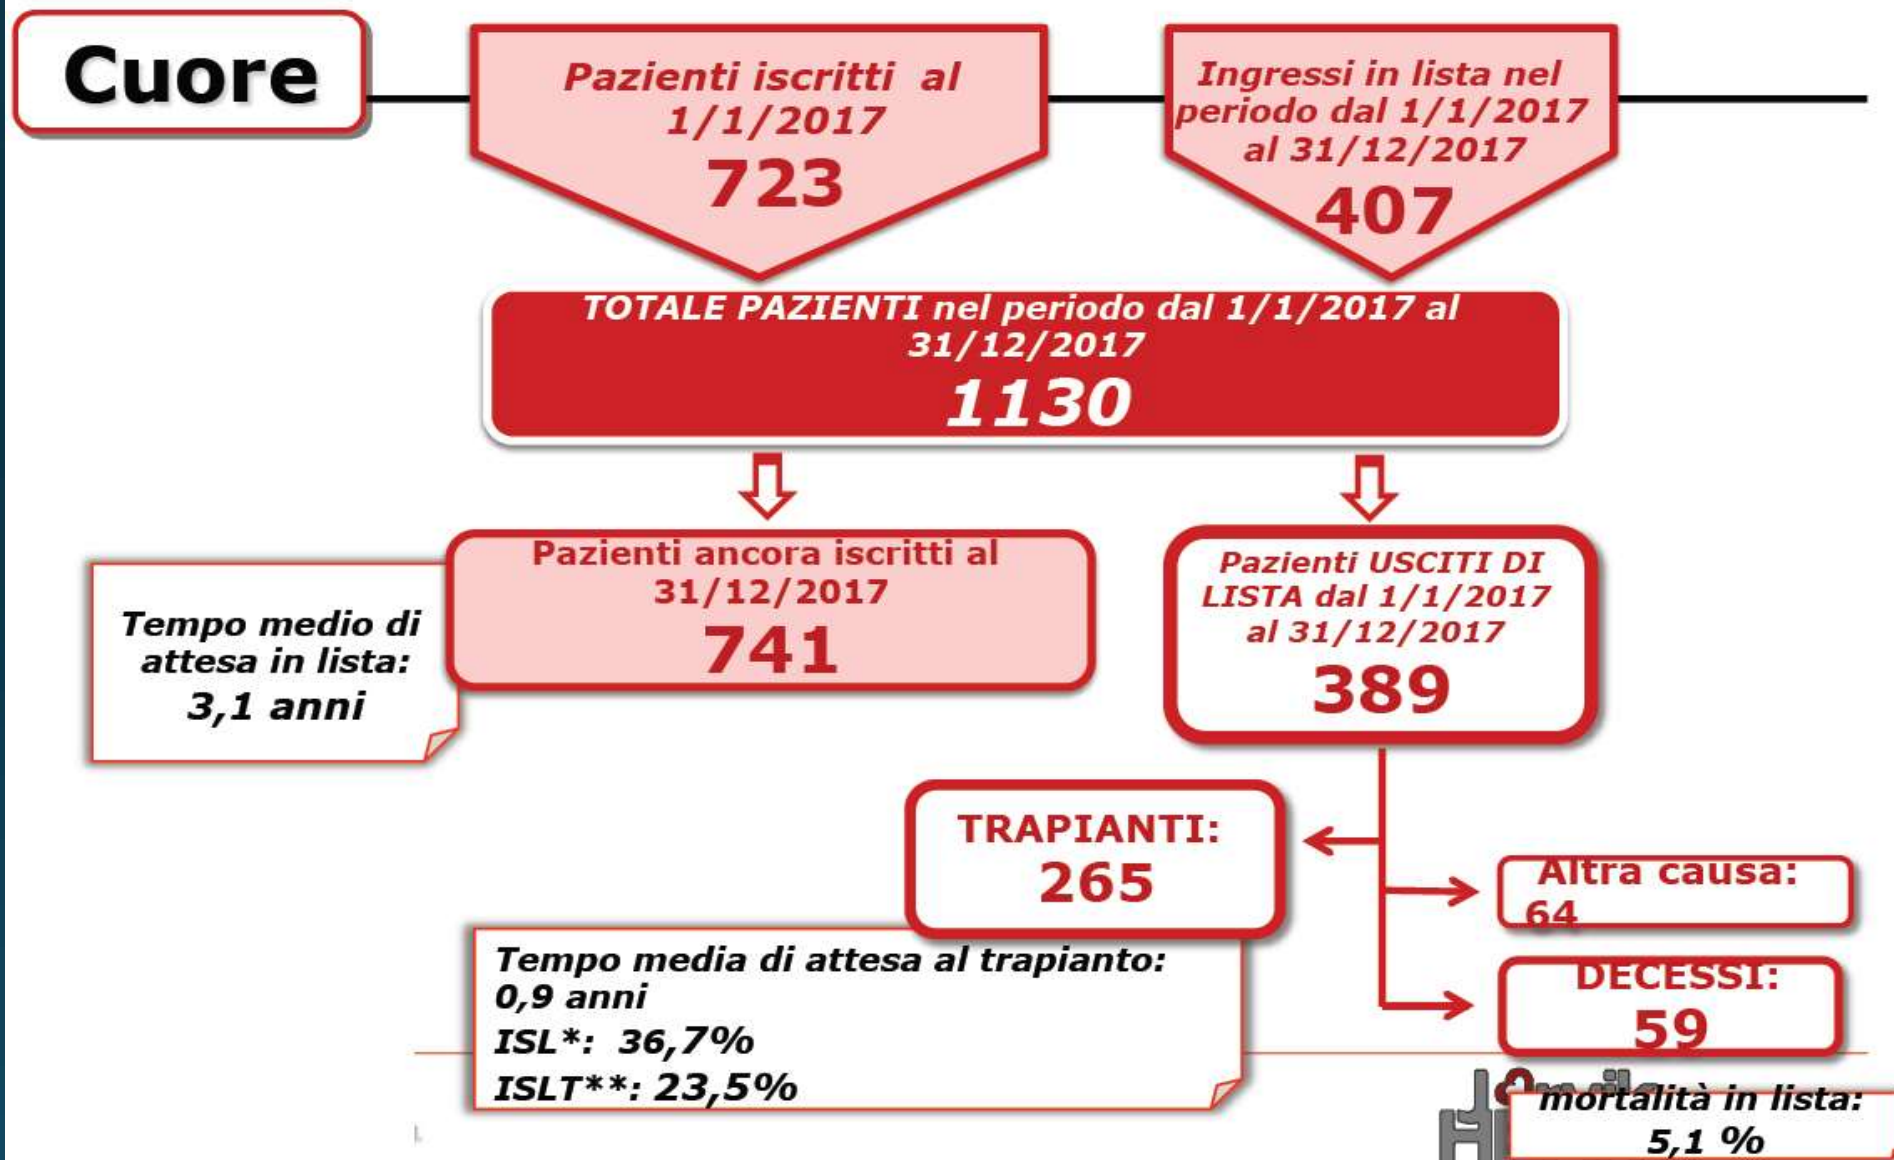 Cuore
Pazienti iscritti al
1/1/2017
723
Ingressi in lista nel
periodo dal 1/1/2017
al 31/12/2017
407
TOTALE PAZIENTI nel periodo dal 1/1/2017 al
31/12/2017
1130
Tempo medio di
attesa in lista:
3,1 anni
Pazienti ancora iscritti al
31/12/2017
741
Pazienti USCITI DI
LISTA dal 1/1/2017
al 31/12/2017
389
TRAPIANTI:
265
Altra causa:
64
Tempo media di attesa al trapianto:
0,9 anni
ISL*: 36,7%
ISLT**: 23,5%
DECESSI:
59
mortalità in lista:
5,1 %